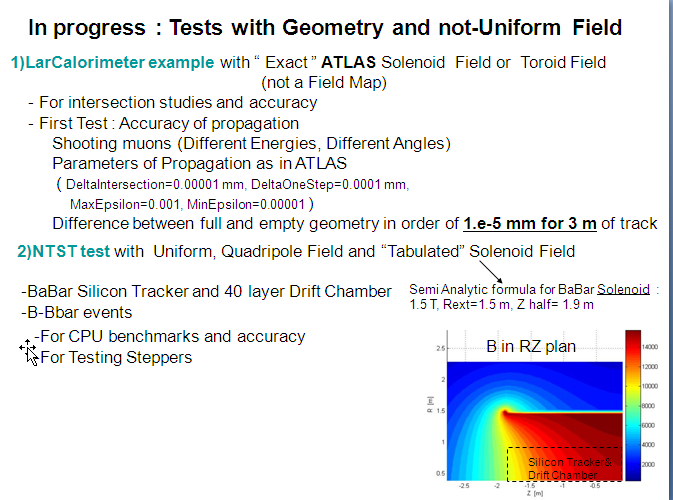 In progress : Tests with Geometry and not-Uniform Field
1)LarCalorimeter example with “ Exact ” ATLAS Solenoid Field or Toroid Field
(not a Field Map)
- For intersection studies and accuracy
- First Test : Accuracy of propagation
Shooting muons (Different Energies, Different Angles)
Parameters of Propagation as in ATLAS
( DeltaIntersection=0.00001 mm, DeltaOneStep=0.0001 mm,
MaxEpsilon=0.001, MinEpsilon=0.00001 )
Difference between full and empty geometry in order of 1.e-5 mm for 3 m of track
2)NTST test with Uniform, Quadripole Field and “Tabulated” Solenoid Field
-BaBar Silicon Tracker and 40 layer Drift Chamber
-B-Bbar events
-For CPU benchmarks and accuracy
-For Testing Steppers
Semi Analytic formula for BaBar Solenoid :
1.5 T, Rext=1.5 m, Z half= 1.9 m
B in RZ plan
2.5
2
1.5
1
0.5
R [m]
-2.5
-2
-1.5
-1
-0.5
Z [m]
14000
12000
10000
8000
6000
4000
2000
Silicon Tracker&
Drift Chamber